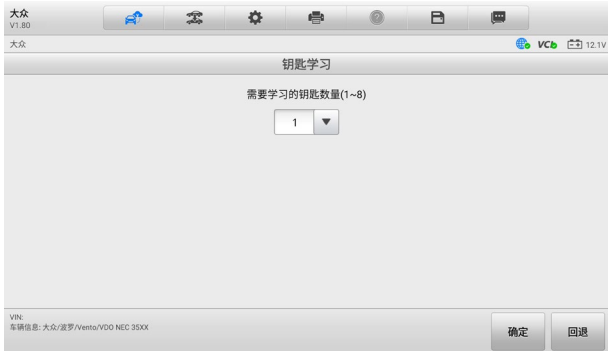 大众
V1.80
大众
VCI
12.1V
钥匙学习
需要学习的钥匙数量(1~8)
1
VIN:
车辆信息: 大众/波罗/Vento/VDO NEC 35XX
确定
回退